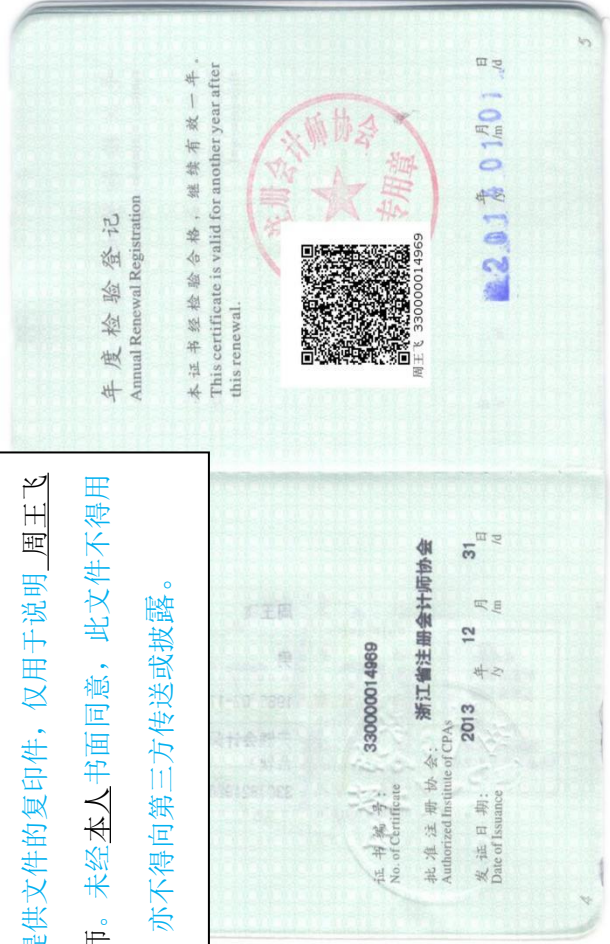 提供文件的复印件，仅用于说明 周王飞
师。未经本人书面同意，此文件不得用
亦不得向第三方传送或披露。
证书编号：
No. of Certificate
330000014969
批准注册协会：
Authorized Institute of CPAs
浙江省注册会计师协会
发证日期：
Date of Issuance
2013 年 /y 12 月 /m 31 日 /d
4
年度检验登记
Annual Renewal Registration
本证书经检验合格，继续有效一年。
This certificate is valid for another year after
this renewal.
注册会计师协会
专用章
周王飞 330000014969
年 /y 01 月 /m 01 日 /d
5